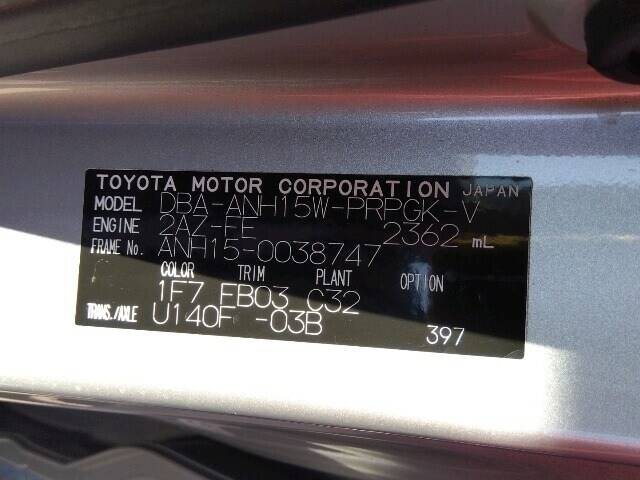 TOYOTA MOTOR CORPORATION JAPAN
MODEL DBA-ANH15W-PRPGK-V
ENGINE 2AZ-FE 2362 mL
FRAME No. ANH15-0038747
COLOR TRIM PLANT OPTION
1F7 EB03 C32
TRANS./AXLE U140F -03B 397